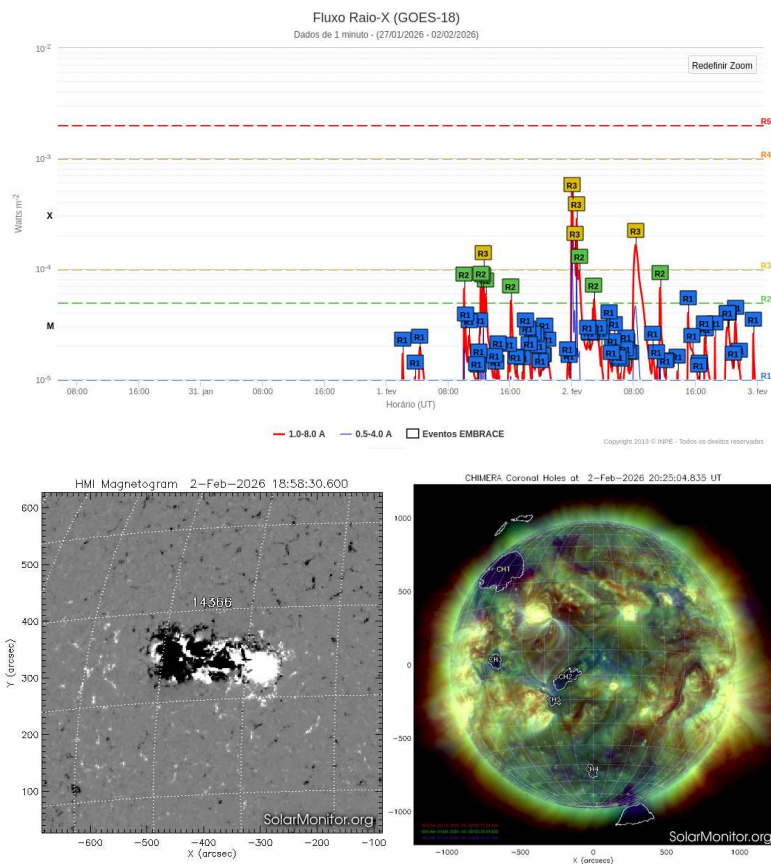 Fluxo Raio-X (GOES-18)
Dados de 1 minuto - (27/01/2026 - 02/02/2026)
Redefinir Zoom
10-2
R5
10-3
R4
Watts m-2
X
R3
R3
R3
R3
R3
R2
10-4
R3
R2
R2
R2
R2
R2
R2
R1
R1
R1
R1
R1
R1
R1
R1
M
R1
R1
R1
R1
R1
R1
R1
R1
10-5
R1
08:00
16:00
31. jan
08:00
16:00
1. fev
08:00
16:00
2. fev
08:00
16:00
3. fev
Horário (UT)
1.0-8.0 A
0.5-4.0 A
Eventos EMBRACE
Copyright 2013 © INPE - Todos os direitos reservados
HMI Magnetogram 2-Feb-2026 18:58:30.600
600
500
400
300
200
100
Y (arcsec)
14366
SolarMonitor.org
-600
-500
-400
-300
-200
-100
X (arcsec)
CHIMERA Coronal Holes at 2-Feb-2026 20:25:04.835 UT
1000
500
0
-500
-1000
CH1
CH2
SolarMonitor.org
-1000
-500
0
500
1000
X (arcsec)